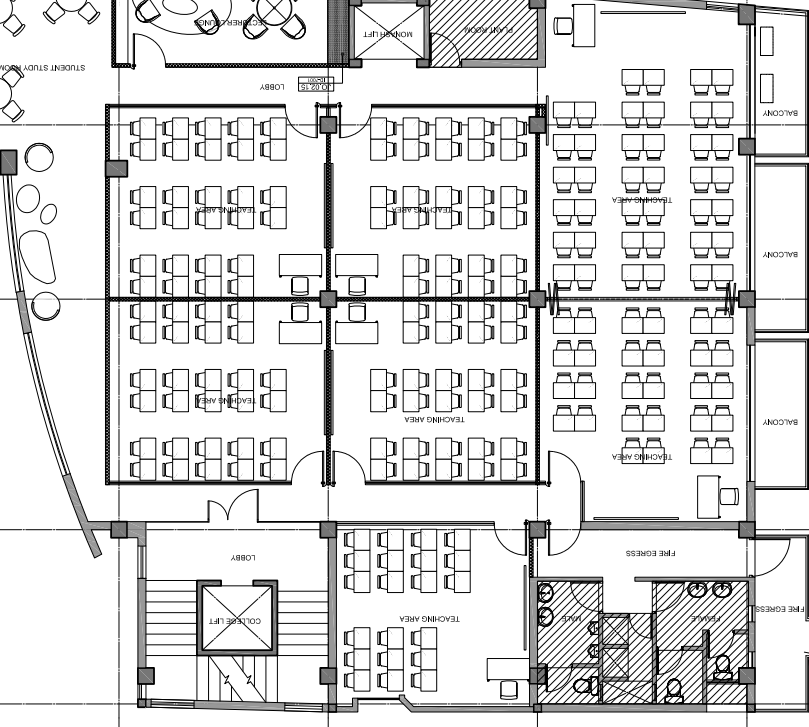 LECTURER LOUNGE
MONASH LIFT
PLANT ROOM
STUDENT STUDY ROOM
LOBBY
JO.02.15
BALCONY
TEACHING AREA
TEACHING AREA
TEACHING AREA
BALCONY
TEACHING AREA
TEACHING AREA
BALCONY
TEACHING AREA
LOBBY
FIRE EGRESS
FIRE EGRESS
COLLEGE LIFT
TEACHING AREA
MALE
FEMALE